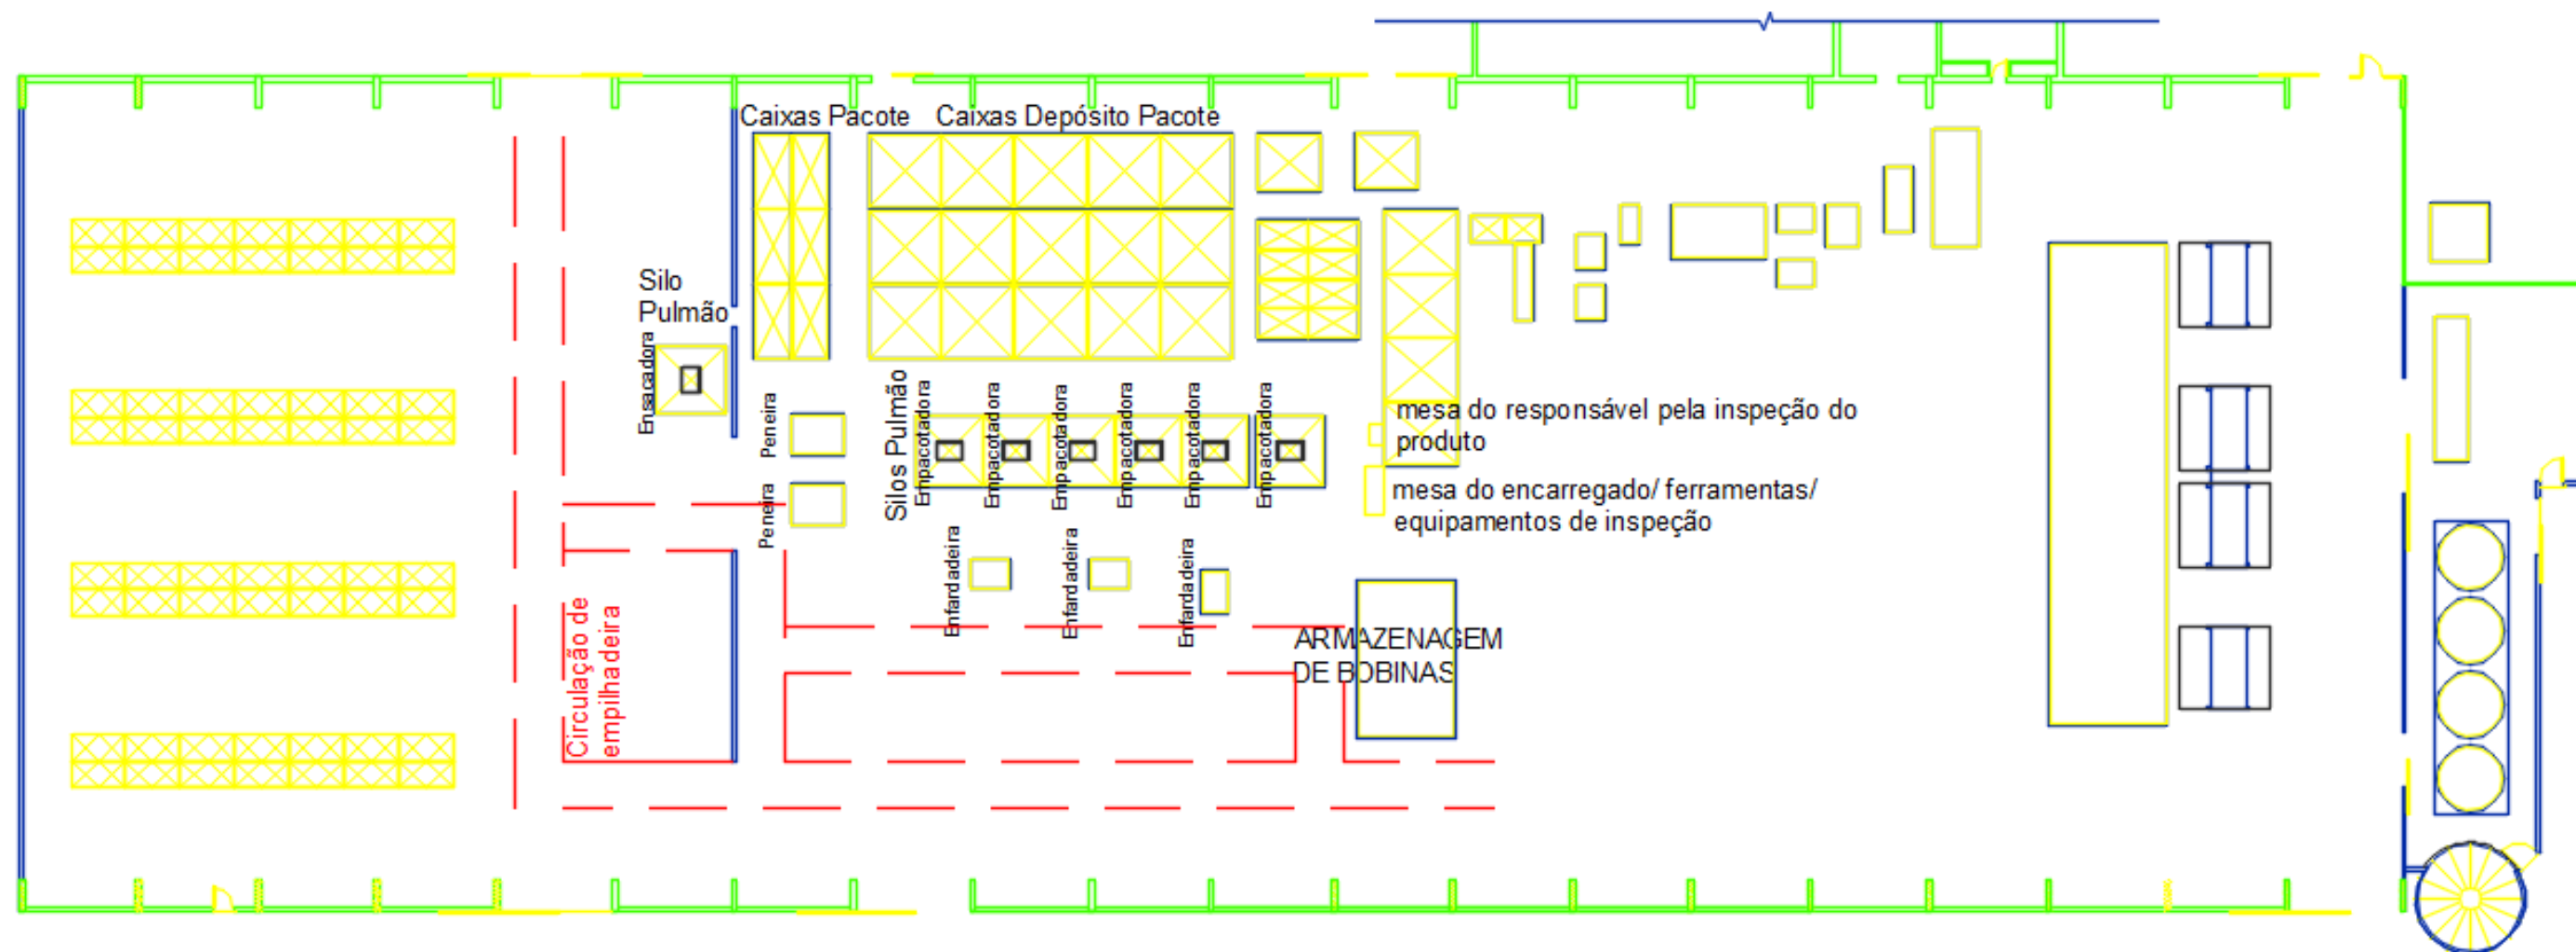 Caixas Pacote
Caixas Depósito Pacote
Silo
Pulmão
Ensacadora
Peneira
Peneira
Silos Pulmão
Empacotadora
Empacotadora
Empacotadora
Empacotadora
Empacotadora
Empacotadora
mesa do responsável pela inspeção do
produto
mesa do encarregado/ ferramentas/
equipamentos de inspeção
Enfardadeira
Enfardadeira
Enfardadeira
Circulação de
empilhadeira
ARMAZENAGEM
DE BOBINAS